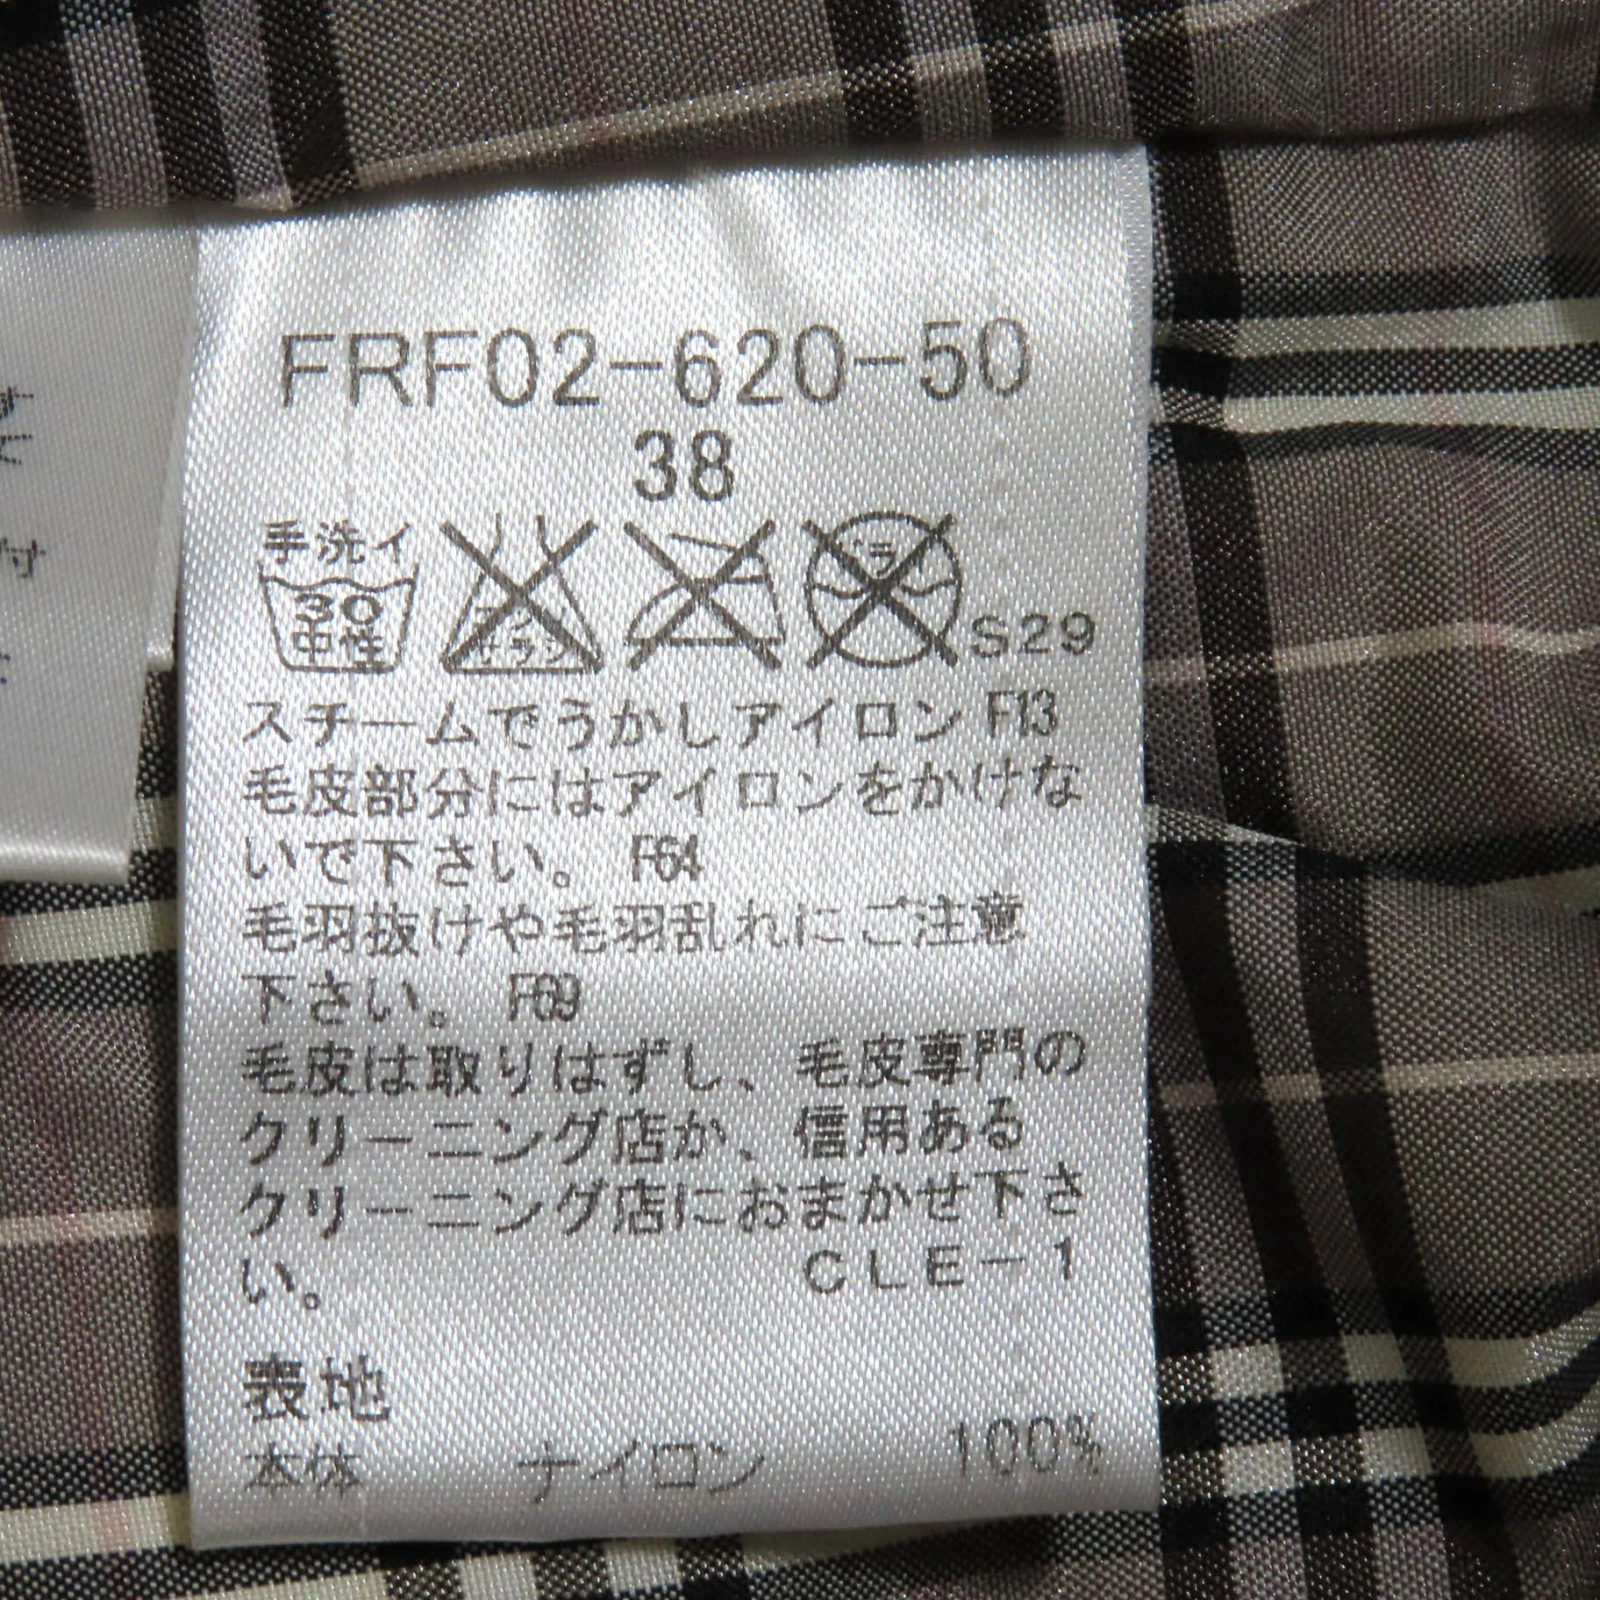 FRF02-620-50
38
手洗イ
30
中性
S29
スチームでうかしアイロン F13
毛皮部分にはアイロンをかけな
いで下さい。 F64
毛羽抜けや毛羽乱れにご注意
下さい。 F89
毛皮は取りはずし、毛皮専門の
クリーニング店か、信用ある
クリーニング店におまかせ下さ
い。 CLE-1
表地
本体 ナイロン 100%
付